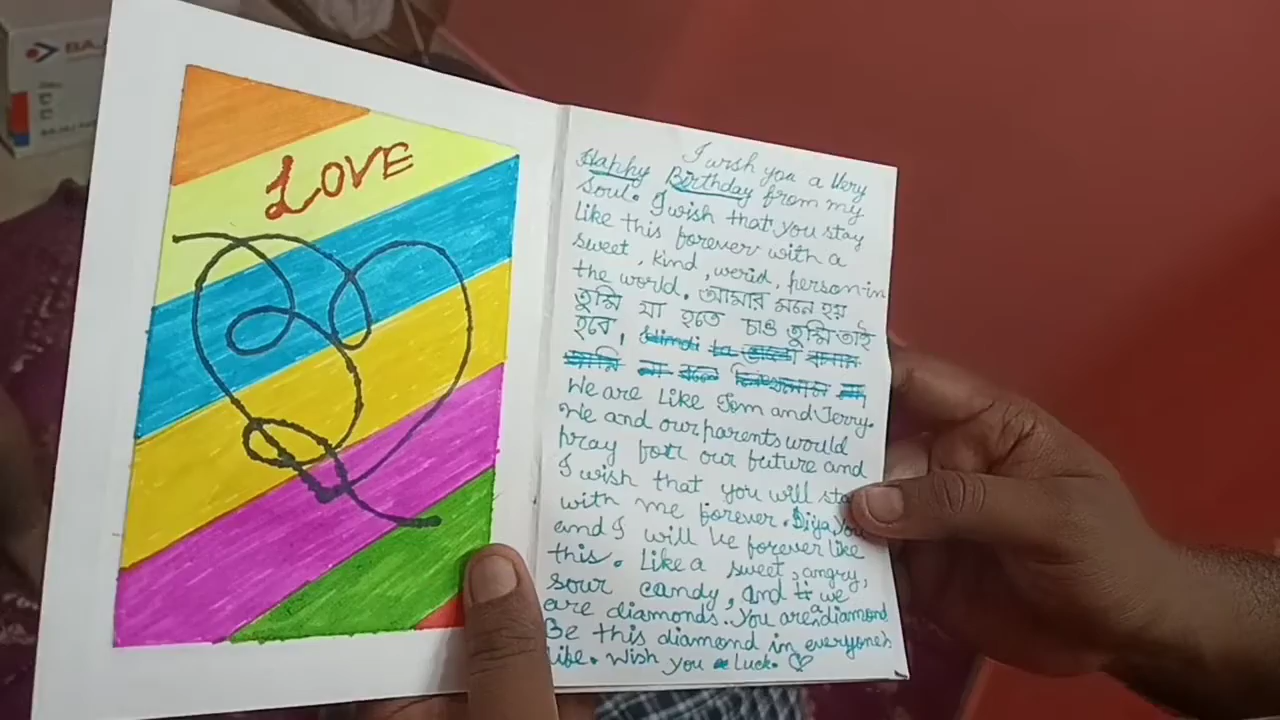 BAJ
LOVE
I wish you a Very
Happy Birthday from my
Soul. I wish that you stay
like this forever with a
sweet, kind, werid, person in
the world. আমার মনে হয়
তুমি যা হতে চাও তুমি তাই
হবে,
We are like Tom and Jerry.
We and our parents would
pray for our future and
I wish that you will
with me forever. Diya you
and I will be forever like
this. Like a sweet, angry,
sour candy, and we
are diamonds. You are a diamond
Be this diamond in everyone's
life. Wish you Luck.